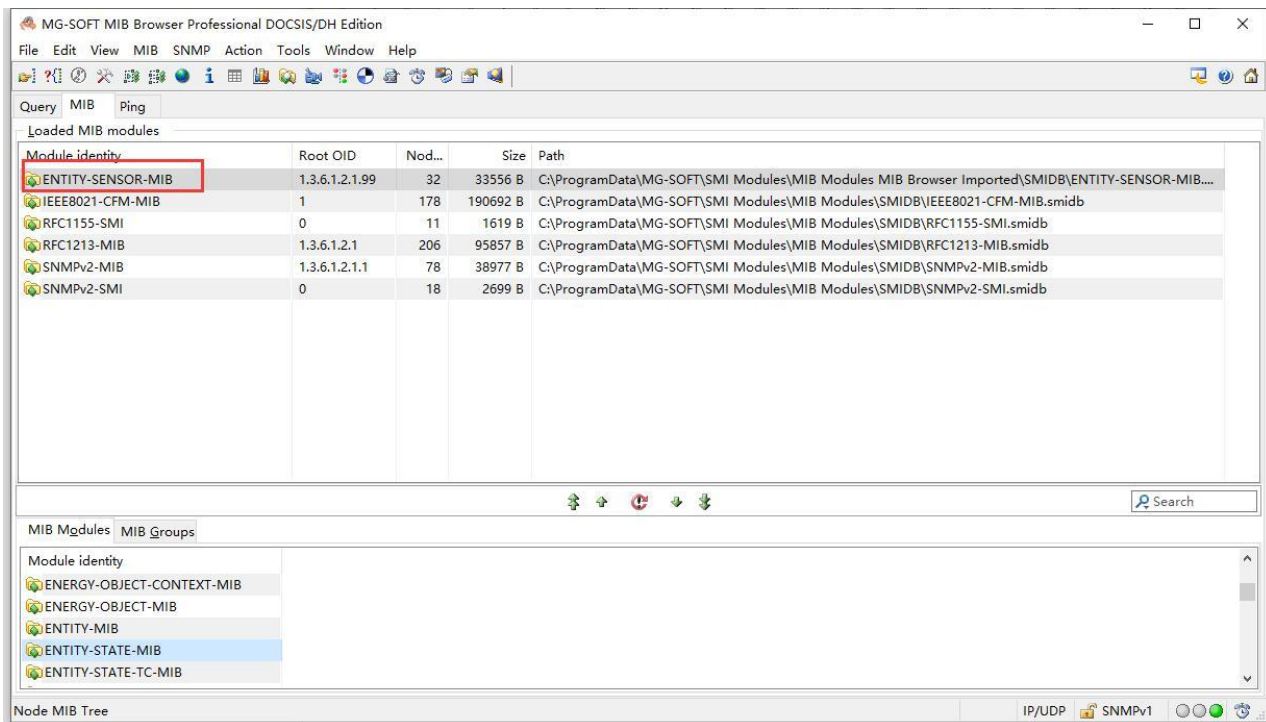 MG-SOFT MIB Browser Professional DOCSIS/DH Edition
File Edit View MIB SNMP Action Tools Window Help
Query MIB Ping
Loaded MIB modules
Module identity Root OID Nod... Size Path
ENTITY-SENSOR-MIB 1.3.6.1.2.1.99 32 33556 B C:\ProgramData\MG-SOFT\SMI Modules\MIB Modules MIB Browser Imported\SMIDB\ENTITY-SENSOR-MIB....
IEEE8021-CFM-MIB 1 178 190692 B C:\ProgramData\MG-SOFT\SMI Modules\MIB Modules\SMIDB\IEEE8021-CFM-MIB.smidb
RFC1155-SMI 0 11 1619 B C:\ProgramData\MG-SOFT\SMI Modules\MIB Modules\SMIDB\RFC1155-SMI.smidb
RFC1213-MIB 1.3.6.1.2.1 206 95857 B C:\ProgramData\MG-SOFT\SMI Modules\MIB Modules\SMIDB\RFC1213-MIB.smidb
SNMPv2-MIB 1.3.6.1.2.1.1 78 38977 B C:\ProgramData\MG-SOFT\SMI Modules\MIB Modules\SMIDB\SNMPv2-MIB.smidb
SNMPv2-SMI 0 18 2699 B C:\ProgramData\MG-SOFT\SMI Modules\MIB Modules\SMIDB\SNMPv2-SMI.smidb
Search
MIB Modules MIB Groups
Module identity
ENERGY-OBJECT-CONTEXT-MIB
ENERGY-OBJECT-MIB
ENTITY-MIB
ENTITY-STATE-MIB
ENTITY-STATE-TC-MIB
Node MIB Tree IP/UDP SNMPv1